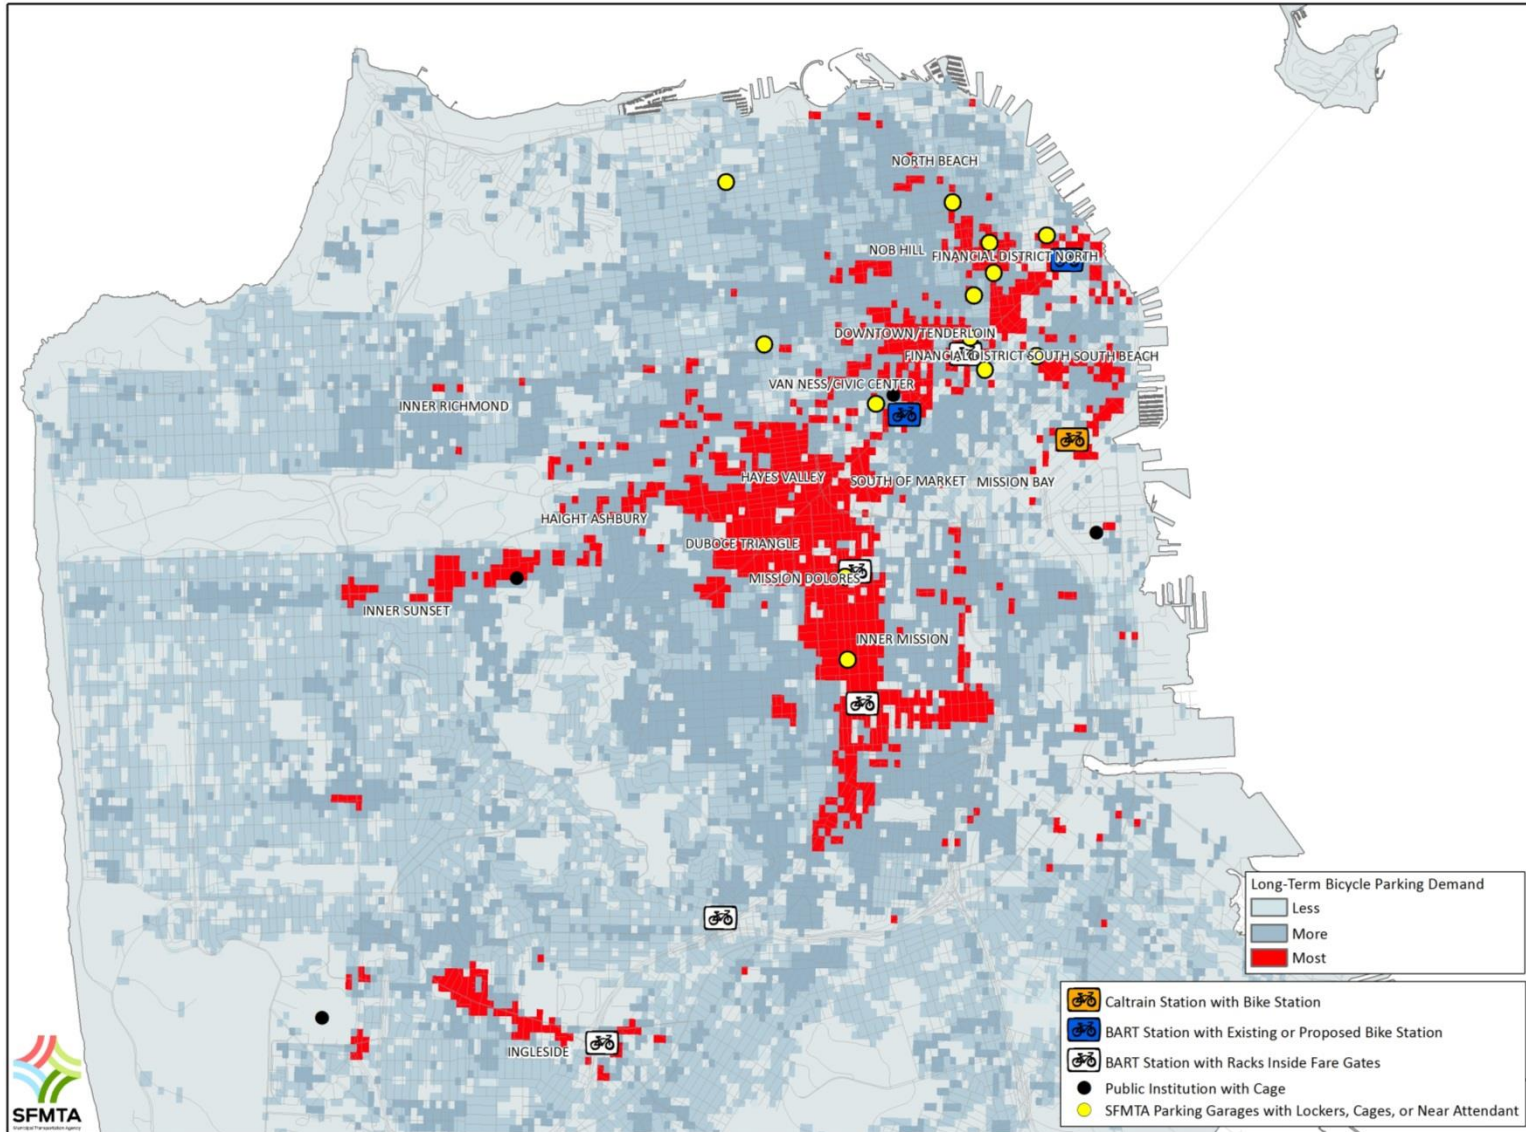 NORTH BEACH
NOB HILL
FINANCIAL DISTRICT NORTH
DOWNTOWN/TENDERLOIN
FINANCIAL DISTRICT SOUTH
SOUTH BEACH
VAN NESS/CIVIC CENTER
INNER RICHMOND
HAYES VALLEY
SOUTH OF MARKET
MISSION BAY
HAIGHT ASHBURY
DUBOCE TRIANGLE
MISSION DOLORES
INNER SUNSET
INNER MISSION
INGLESIDE
Long-Term Bicycle Parking Demand
Less
More
Most
Caltrain Station with Bike Station
BART Station with Existing or Proposed Bike Station
BART Station with Racks Inside Fare Gates
Public Institution with Cage
SFMTA Parking Garages with Lockers, Cages, or Near Attendant
SFMTA
Municipal Transportation Agency